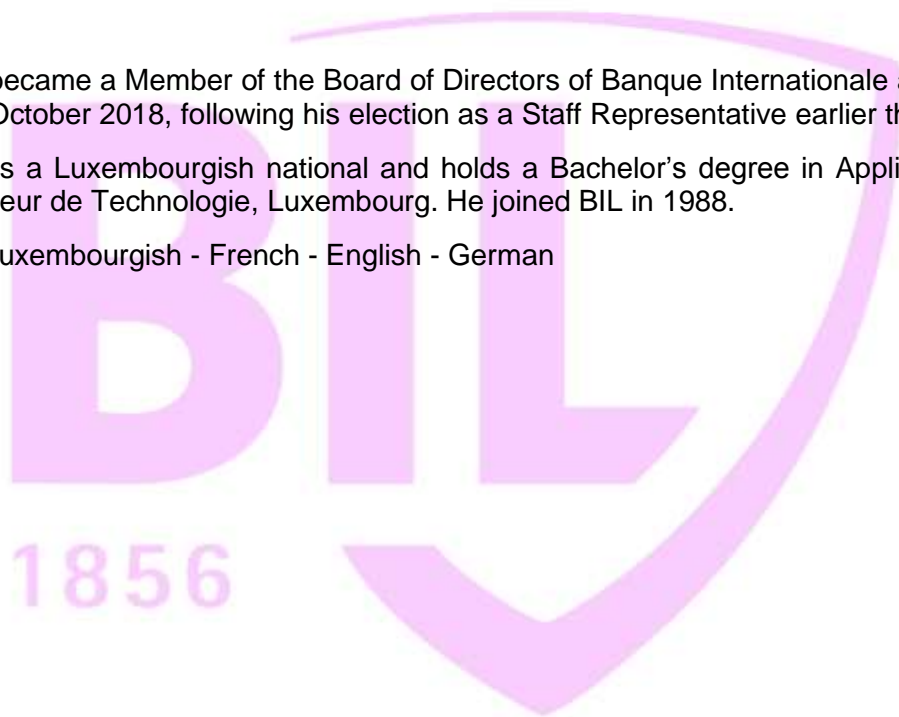 became a Member of the Board of Directors of Banque Internationale
October 2018, following his election as a Staff Representative earlier
s a Luxembourgish national and holds a Bachelor's degree in
eur de Technologie, Luxembourg. He joined BIL in 1988.
uxembourgish - French - English - German
BIL
1856